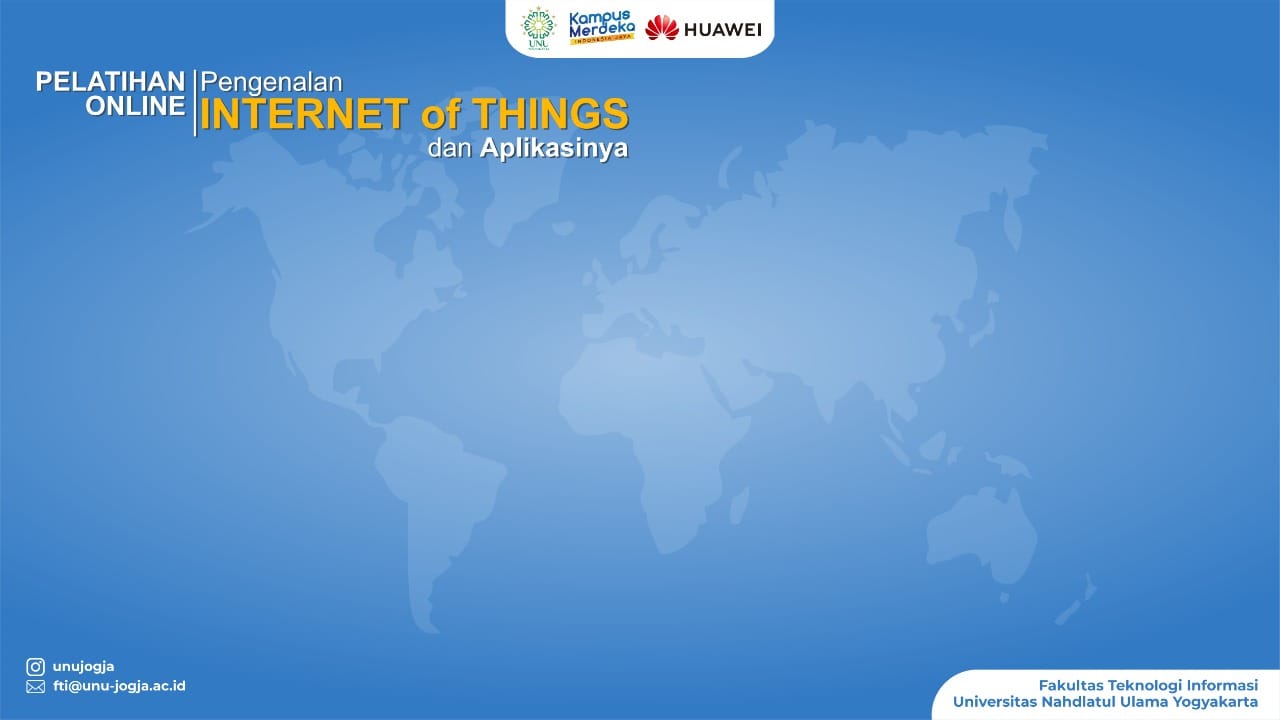 UNU
YOGYAKARTA
Kampus
Merdeka
INDONESIA JAYA
HUAWEI
PELATIHAN
ONLINE
Pengenalan
INTERNET of THINGS
dan Aplikasinya
unujogja
fti@unu-jogja.ac.id
Fakultas Teknologi Informasi
Universitas Nahdlatul Ulama Yogyakarta